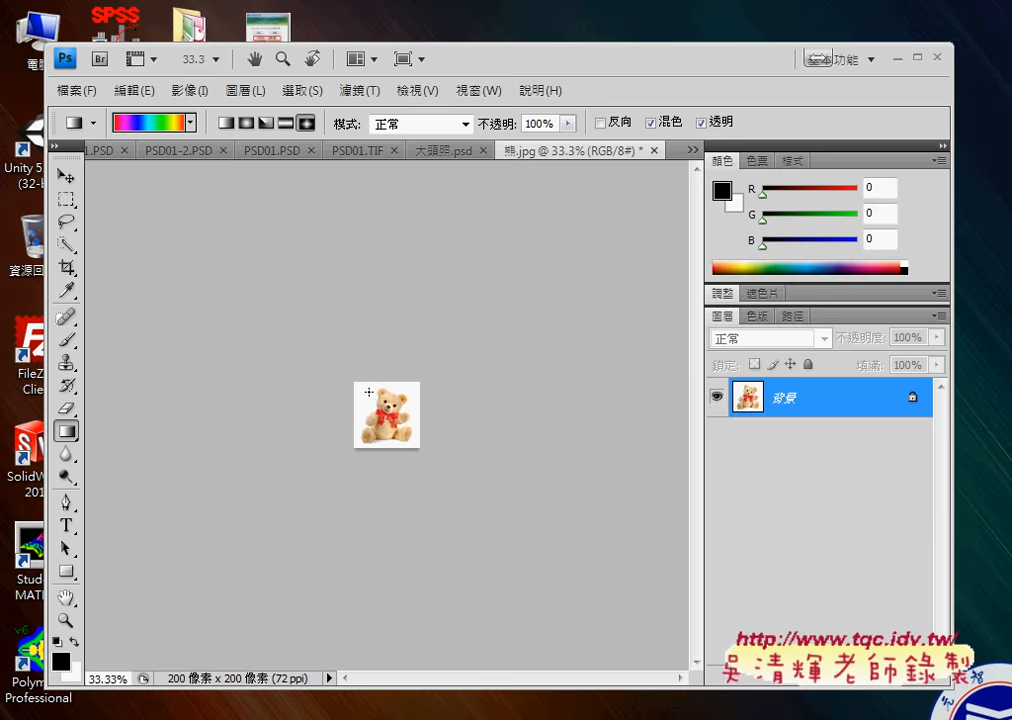 SPSS
Ps
Br
33.3
基本功能
檔案(F) 編輯(E) 影像(I) 圖層(L) 選取(S) 濾鏡(T) 檢視(V) 視窗(W) 說明(H)
模式: 正常 不透明: 100% 反向 混色 透明
1.PSD × PSD01-2.PSD × PSD01.PSD × PSD01.TIF × 大頭照.psd × 熊.jpg @ 33.3% (RGB/8#) * ×
Unity 5.
(32-b
資源回
FileZ
Clie
SolidW
201
Stud
MATI
Polym
Professional
顏色 色票 樣式
R 0
G 0
B 0
調整 遮色片
圖層 色版 路徑
正常 不透明度: 100%
鎖定: 填滿: 100%
背景
33.33% 200 像素 x 200 像素 (72 ppi)
http://www.tqc.idv.tw/
吳清輝老師錄製